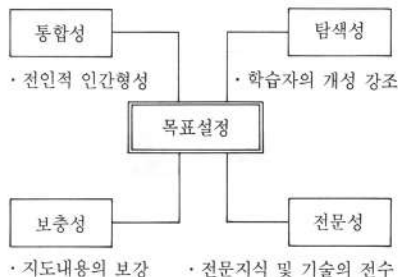 통합성
탐색성
· 전인적 인간형성
· 학습자의 개성 강조
목표설정
보충성
전문성
· 지도내용의 보강
· 전문지식 및 기술의 전수